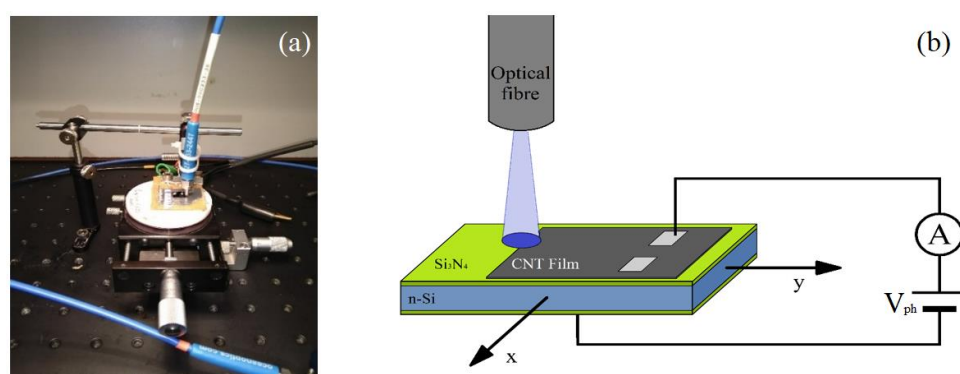 (a)
(b)
Optical
fibre
Si₃N₄
CNT Film
n-Si
x
y
A
Vph